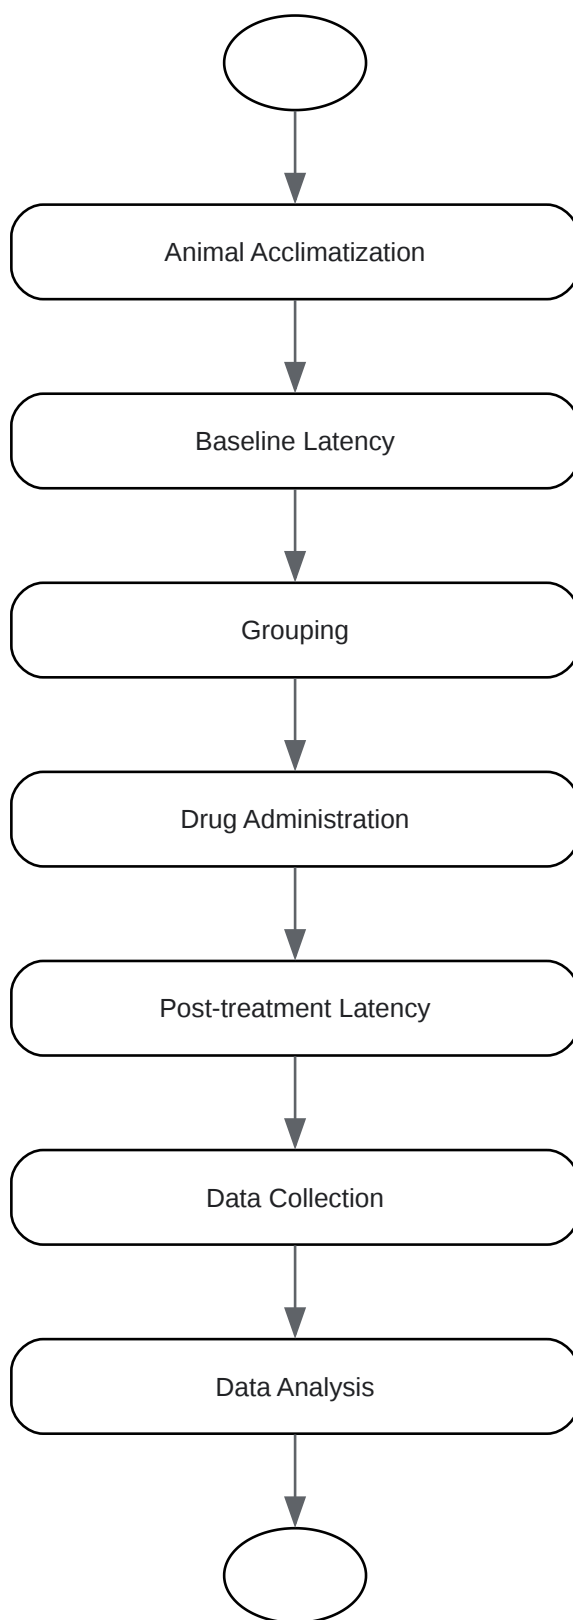 Animal Acclimatization
Baseline Latency
Grouping
Drug Administration
Post-treatment Latency
Data Collection
Data Analysis